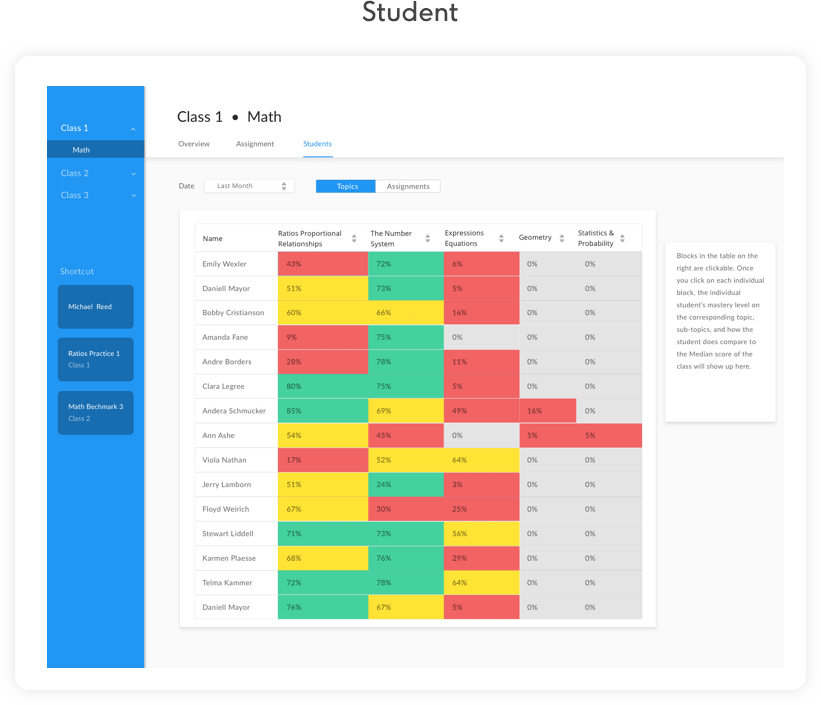 Student
Class 1
Math
Class 2
Class 3
Shortcut
Michael Reed
Ratios Practice 1
Class 1
Math Bechmark 3
Class 2
Class 1 • Math
Overview Assignment Students
Date Last Month Topics Assignments
Name Ratios Proportional Relationships The Number System Expressions Equations Geometry Statistics & Probability
Emily Wexler 43% 72% 6% 0% 0%
Daniell Mayor 51% 73% 5% 0% 0%
Bobby Cristianson 60% 66% 16% 0% 0%
Amanda Fane 9% 75% 0% 0% 0%
Andre Borders 28% 78% 11% 0% 0%
Clara Legree 80% 75% 5% 0% 0%
Andera Schmucker 85% 69% 49% 16% 0%
Ann Ashe 54% 45% 0% 5% 5%
Viola Nathan 17% 52% 64% 0% 0%
Jerry Lamborn 51% 24% 3% 0% 0%
Floyd Weirich 67% 30% 25% 0% 0%
Stewart Liddell 71% 73% 56% 0% 0%
Karmen Plaesse 68% 76% 29% 0% 0%
Telma Kammer 72% 78% 64% 0% 0%
Daniell Mayor 76% 67% 5% 0% 0%
Blocks in the table on the
right are clickable. Once
you click on each individual
block, the individual
student's mastery level on
the corresponding topic,
sub-topics, and how the
student does compare to
the Median score of the
class will show up here.